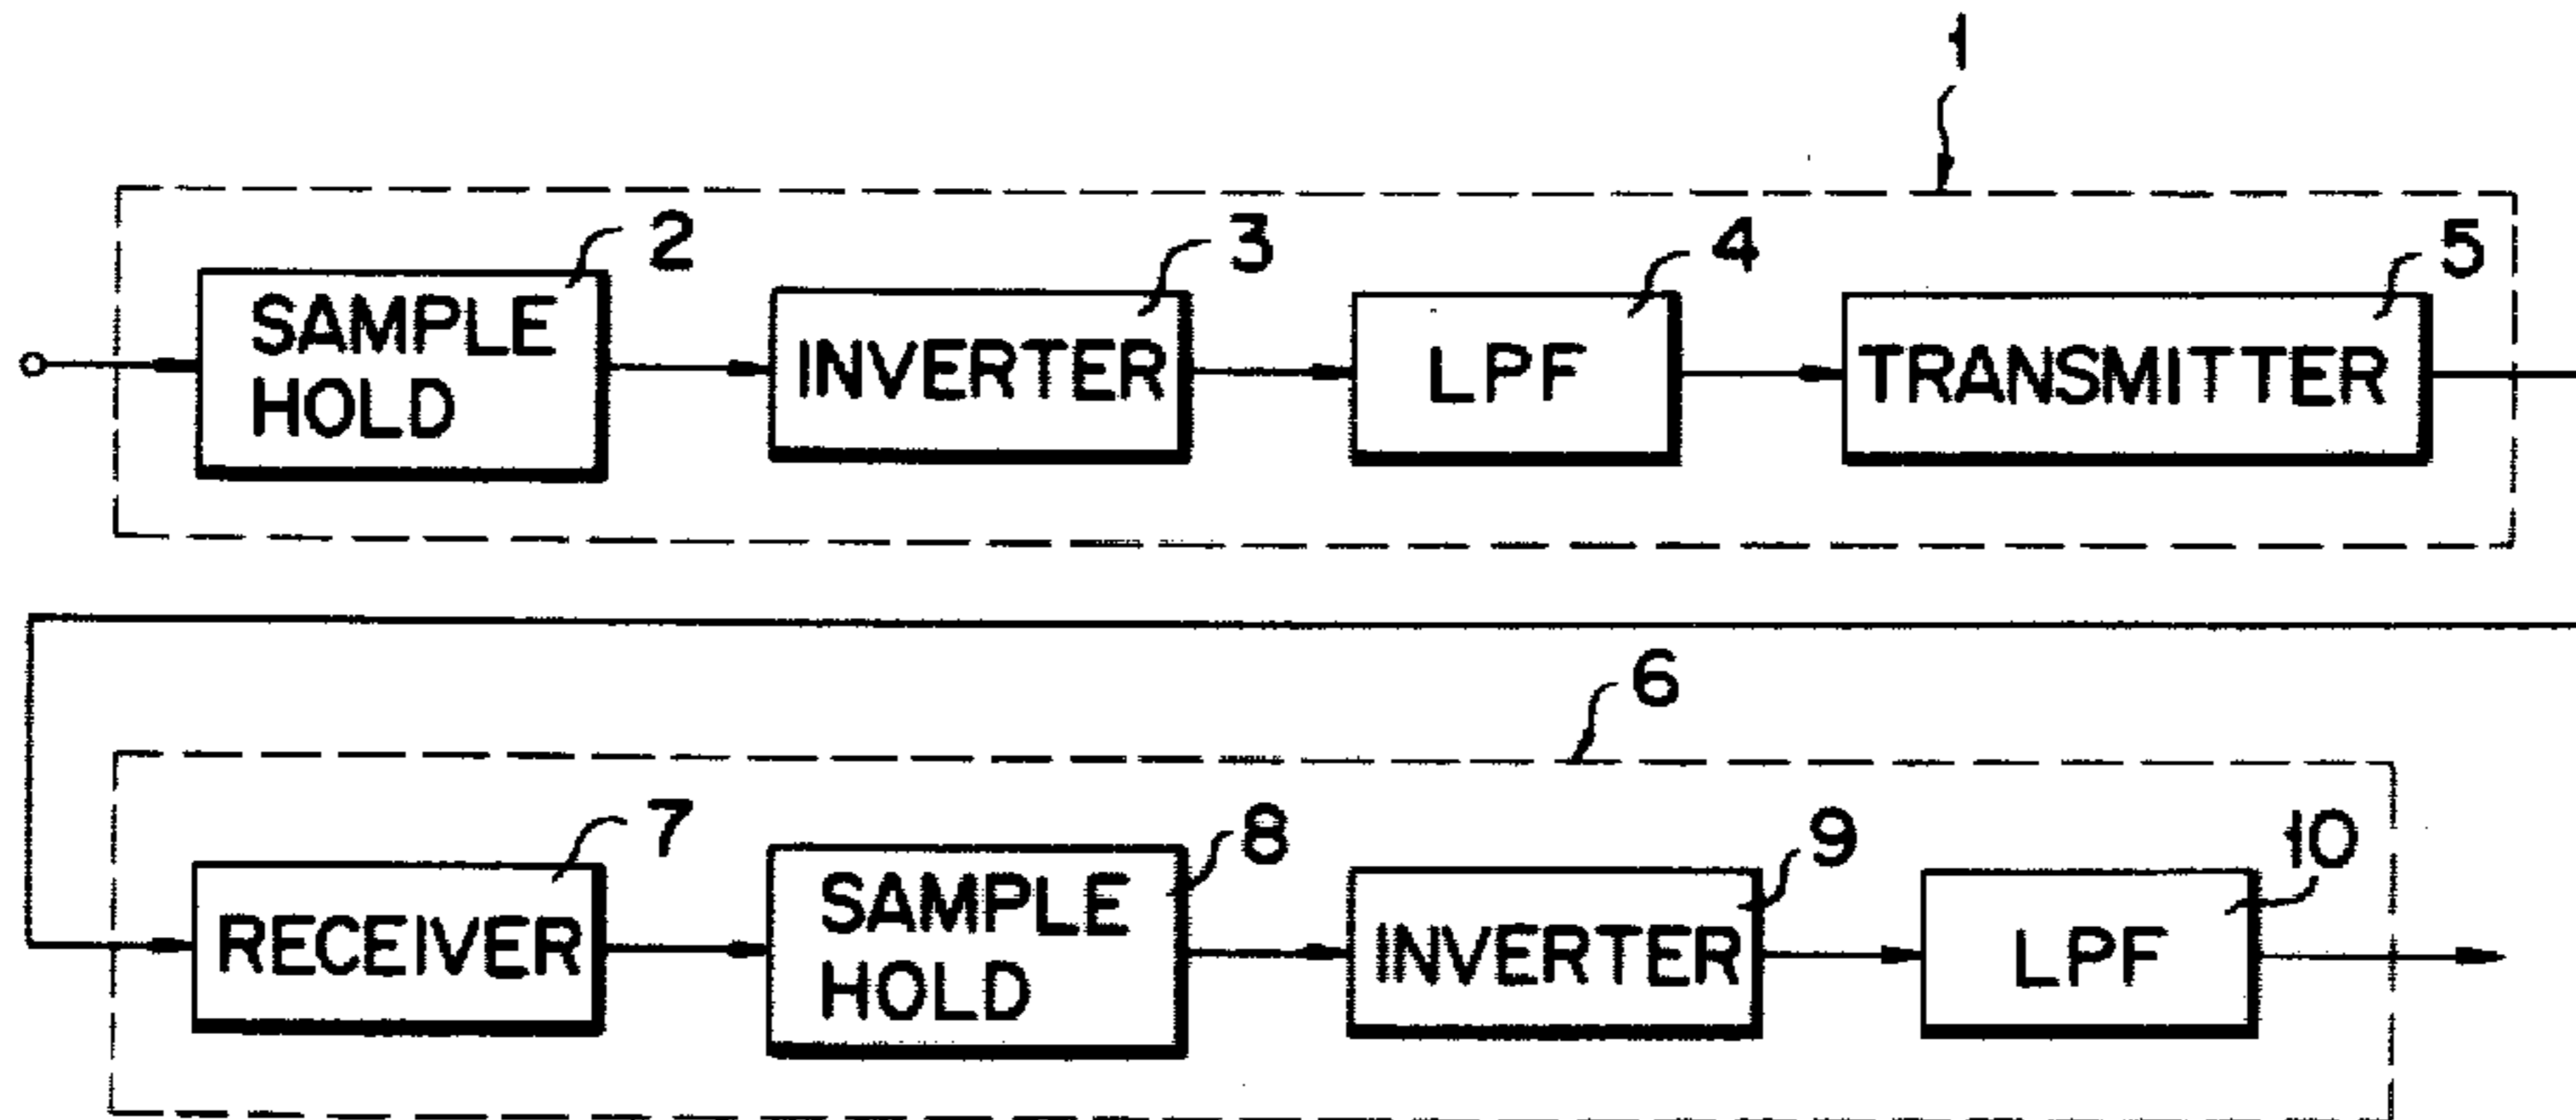 1
2
3
4
5
SAMPLE
HOLD
INVERTER
LPF
TRANSMITTER
6
7
8
9
10
RECEIVER
SAMPLE
HOLD
INVERTER
LPF